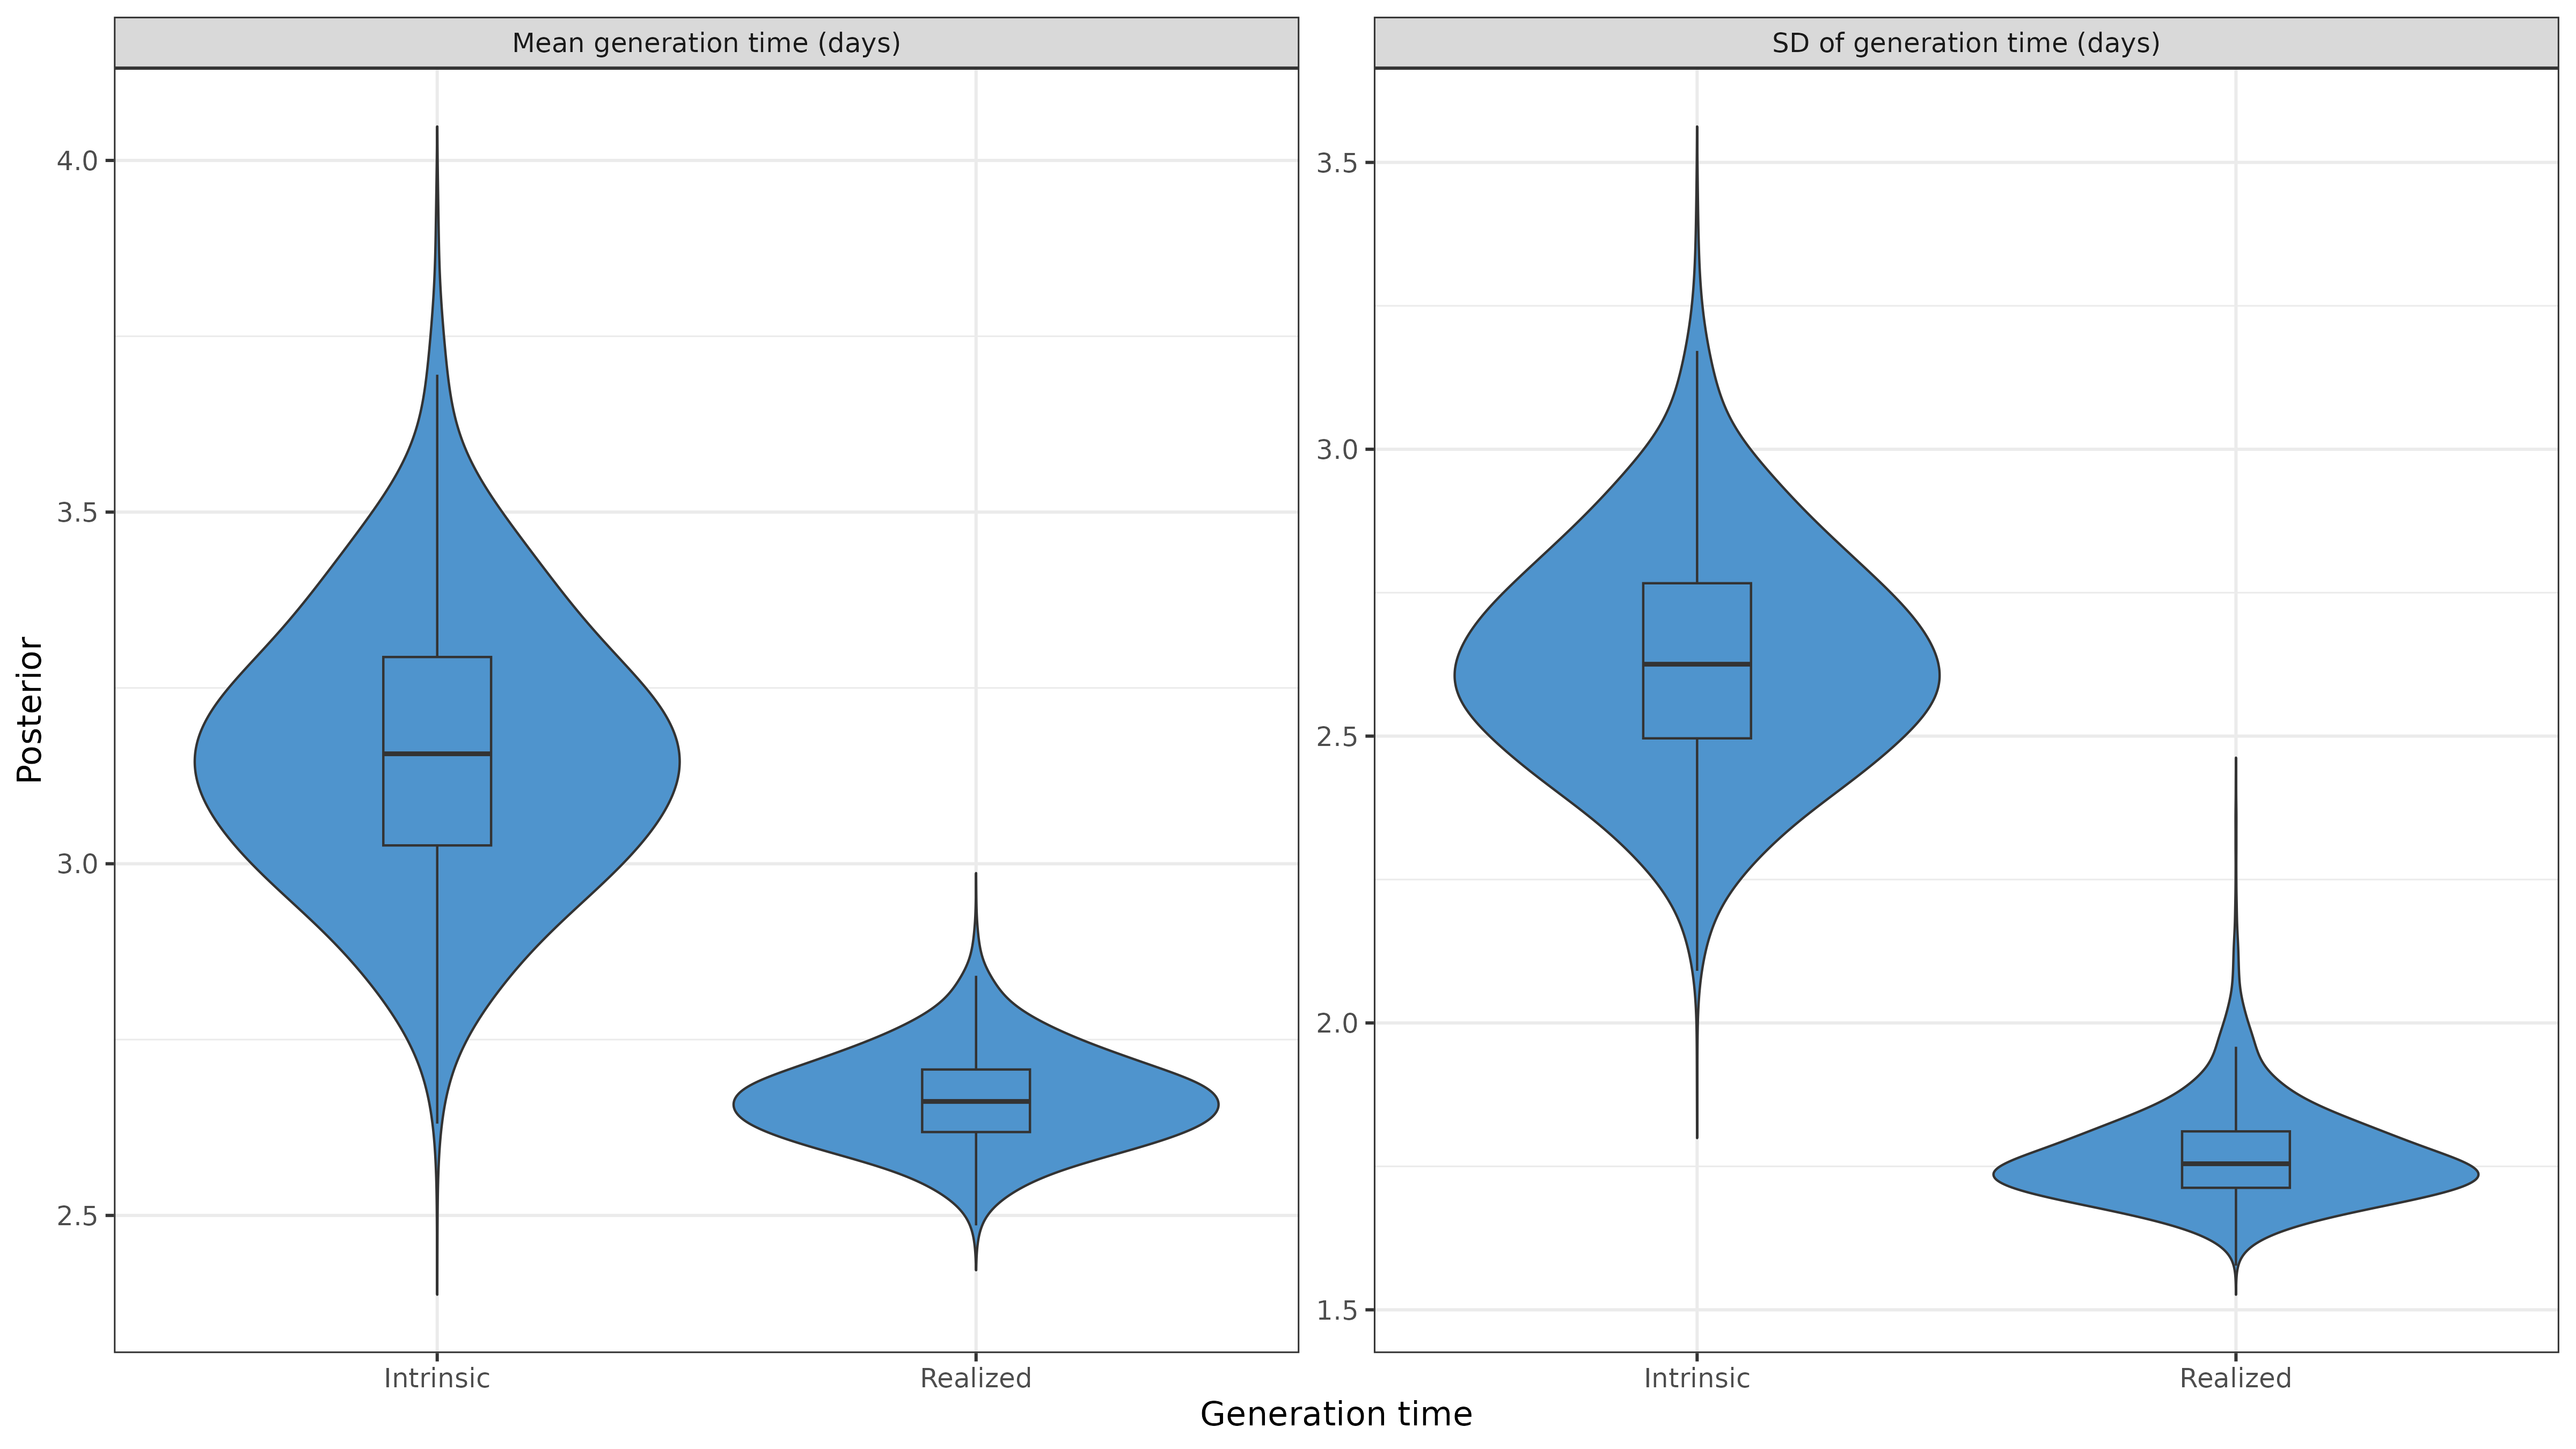 Mean generation time (days)
SD of generation time (days)
Posterior
4.0
3.5
3.0
2.5
3.5
3.0
2.5
2.0
1.5
Intrinsic
Realized
Intrinsic
Realized
Generation time